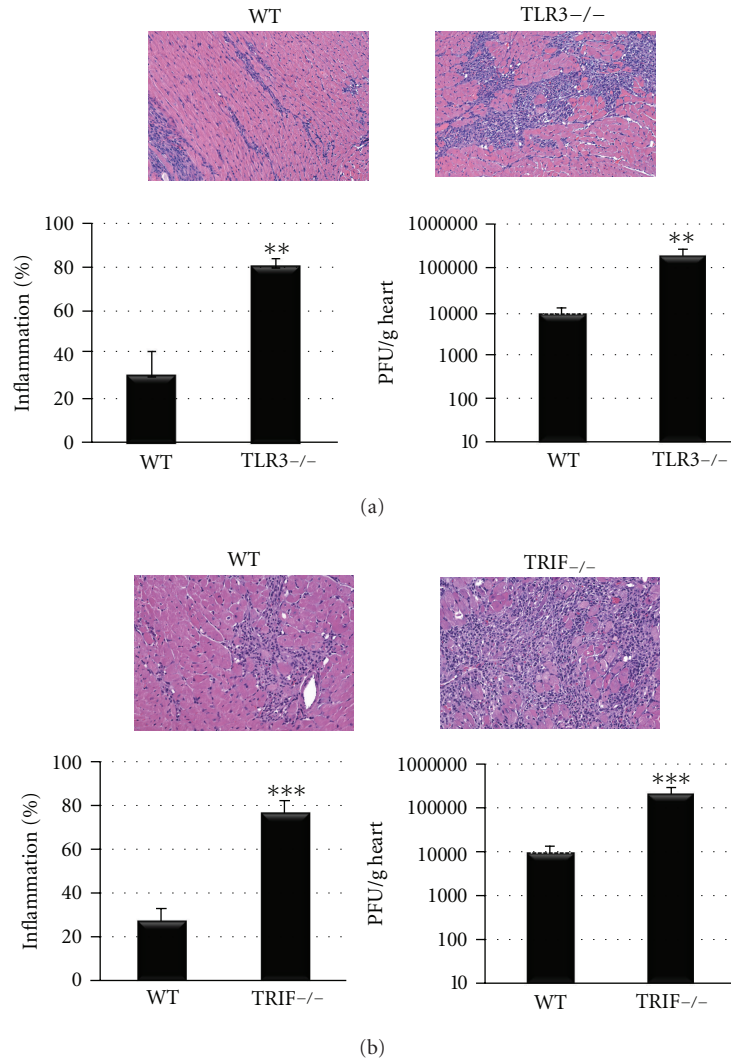 WT
TLR3−/−
100
80
60
40
20
0
Inflammation (%)
**
WT
TLR3−/−
1000000
100000
10000
1000
100
10
PFU/g heart
**
WT
TLR3−/−
(a)
WT
TRIF−/−
100
80
60
40
20
0
Inflammation (%)
***
WT
TRIF−/−
1000000
100000
10000
1000
100
10
PFU/g heart
***
WT
TRIF−/−
(b)